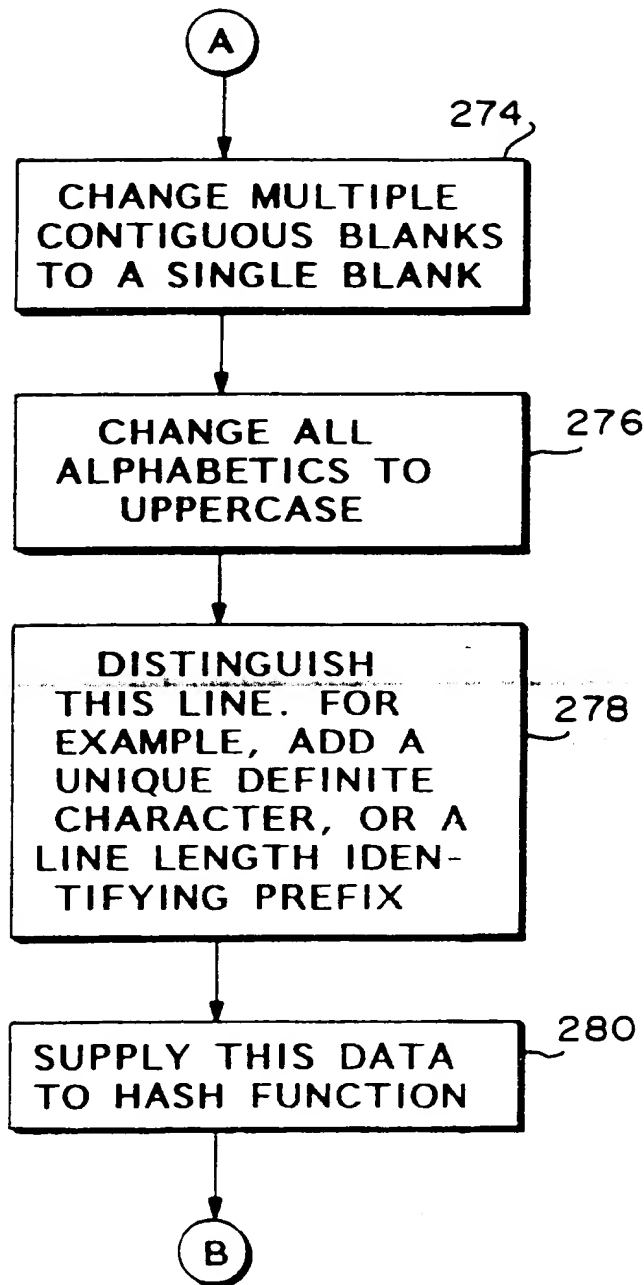 A
274
CHANGE MULTIPLE
CONTIGUOUS BLANKS
TO A SINGLE BLANK
276
CHANGE ALL
ALPHABETICS TO
UPPERCASE
278
DISTINGUISH
THIS LINE. FOR
EXAMPLE, ADD A
UNIQUE DEFINITE
CHARACTER, OR A
LINE LENGTH IDEN-
TIFYING PREFIX
280
SUPPLY THIS DATA
TO HASH FUNCTION
B